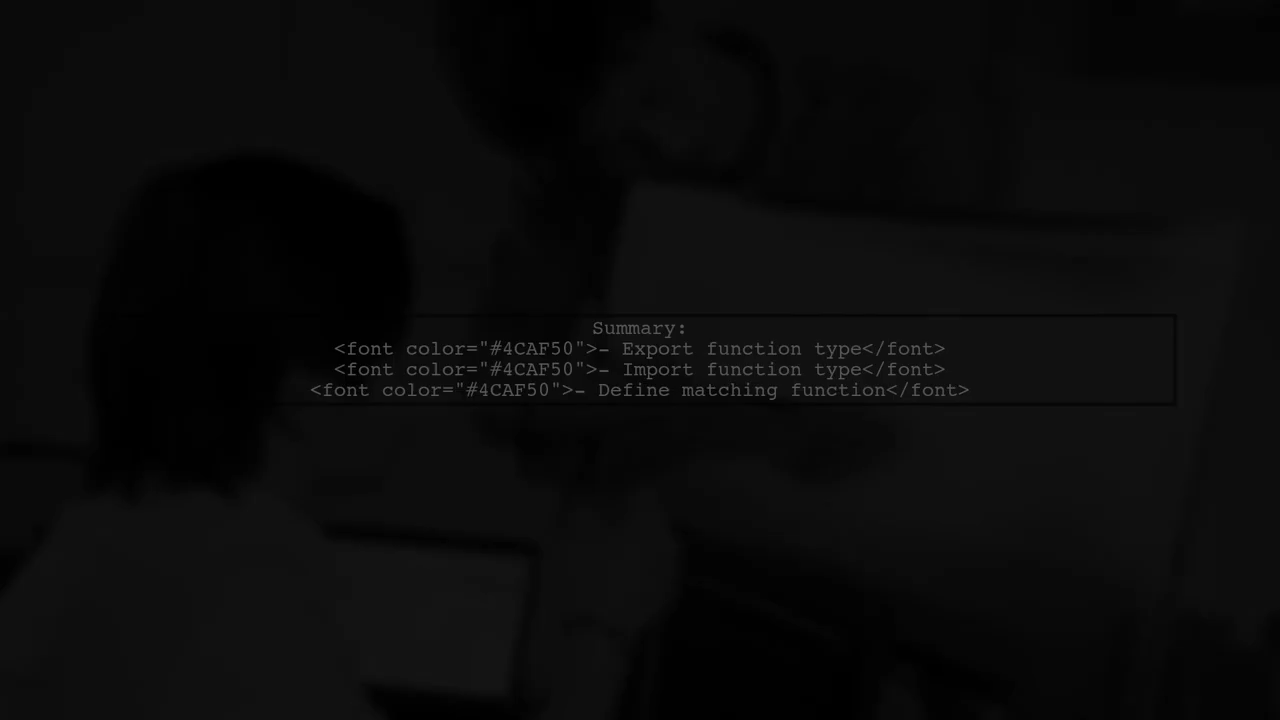 Summary:
<font color="#4CAF50">- Export function type</font>
<font color="#4CAF50">- Import function type</font>
<font color="#4CAF50">- Define matching function</font>